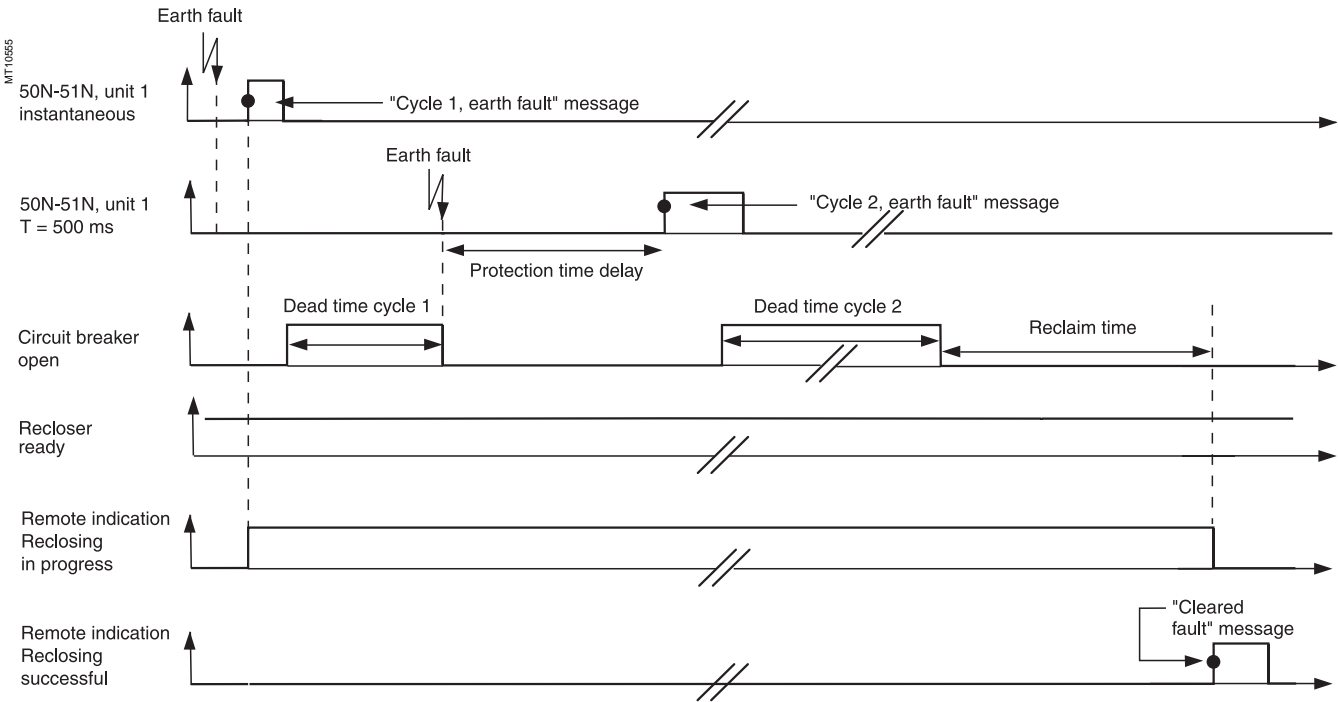 Earth fault
MT10555
50N-51N, unit 1
instantaneous
"Cycle 1, earth fault" message
Earth fault
50N-51N, unit 1
T = 500 ms
"Cycle 2, earth fault" message
Protection time delay
Dead time cycle 1
Dead time cycle 2
Reclaim time
Circuit breaker
open
Recloser
ready
Remote indication
Reclosing
in progress
"Cleared
fault" message
Remote indication
Reclosing
successful